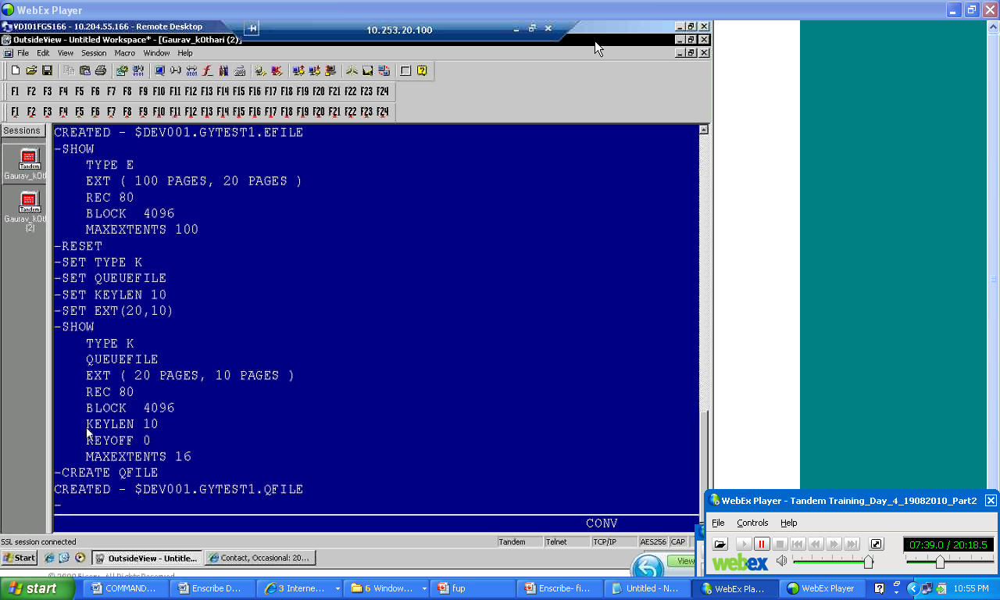 WebEx Player
VDI01FGS166 - 10.204.55.166 - Remote Desktop
10.253.20.100
OutsideView - Untitled Workspace* - [Gaurav_kOthari (2)]
File Edit View Session Macro Window Help
F1 F2 F3 F4 F5 F6 F7 F8 F9 F10 F11 F12 F13 F14 F15 F16 F17 F18 F19 F20 F21 F22 F23 F24
F1 F2 F3 F4 F5 F6 F7 F8 F9 F10 F11 F12 F13 F14 F15 F16 F17 F18 F19 F20 F21 F22 F23 F24
Sessions
Tandem
Gaurav_kOt
Tandem
Gaurav_kOt
(2)
CREATED - $DEV001.GYTEST1.EFILE
-SHOW
TYPE E
EXT ( 100 PAGES, 20 PAGES )
REC 80
BLOCK 4096
MAXEXTENTS 100
-RESET
-SET TYPE K
-SET QUEUEFILE
-SET KEYLEN 10
-SET EXT(20,10)
-SHOW
TYPE K
QUEUEFILE
EXT ( 20 PAGES, 10 PAGES )
REC 80
BLOCK 4096
KEYLEN 10
KEYOFF 0
MAXEXTENTS 16
-CREATE QFILE
CREATED - $DEV001.GYTEST1.QFILE
-
CONV
SSL session connected
Tandem Telnet TCP/IP AES256 CAP
Start
OutsideView - Untitle...
Contact, Occasional: 20...
View
WebEx Player - Tandem Training_Day_4_19082010_Part2
File Controls Help
07:39.0 / 20:18.5
webex
start
COMMAND...
Enscribe D...
3 Interne...
6 Window...
fup
Enscribe- fi...
Untitled - N...
WebEx Pla...
WebEx Player
10:55 PM